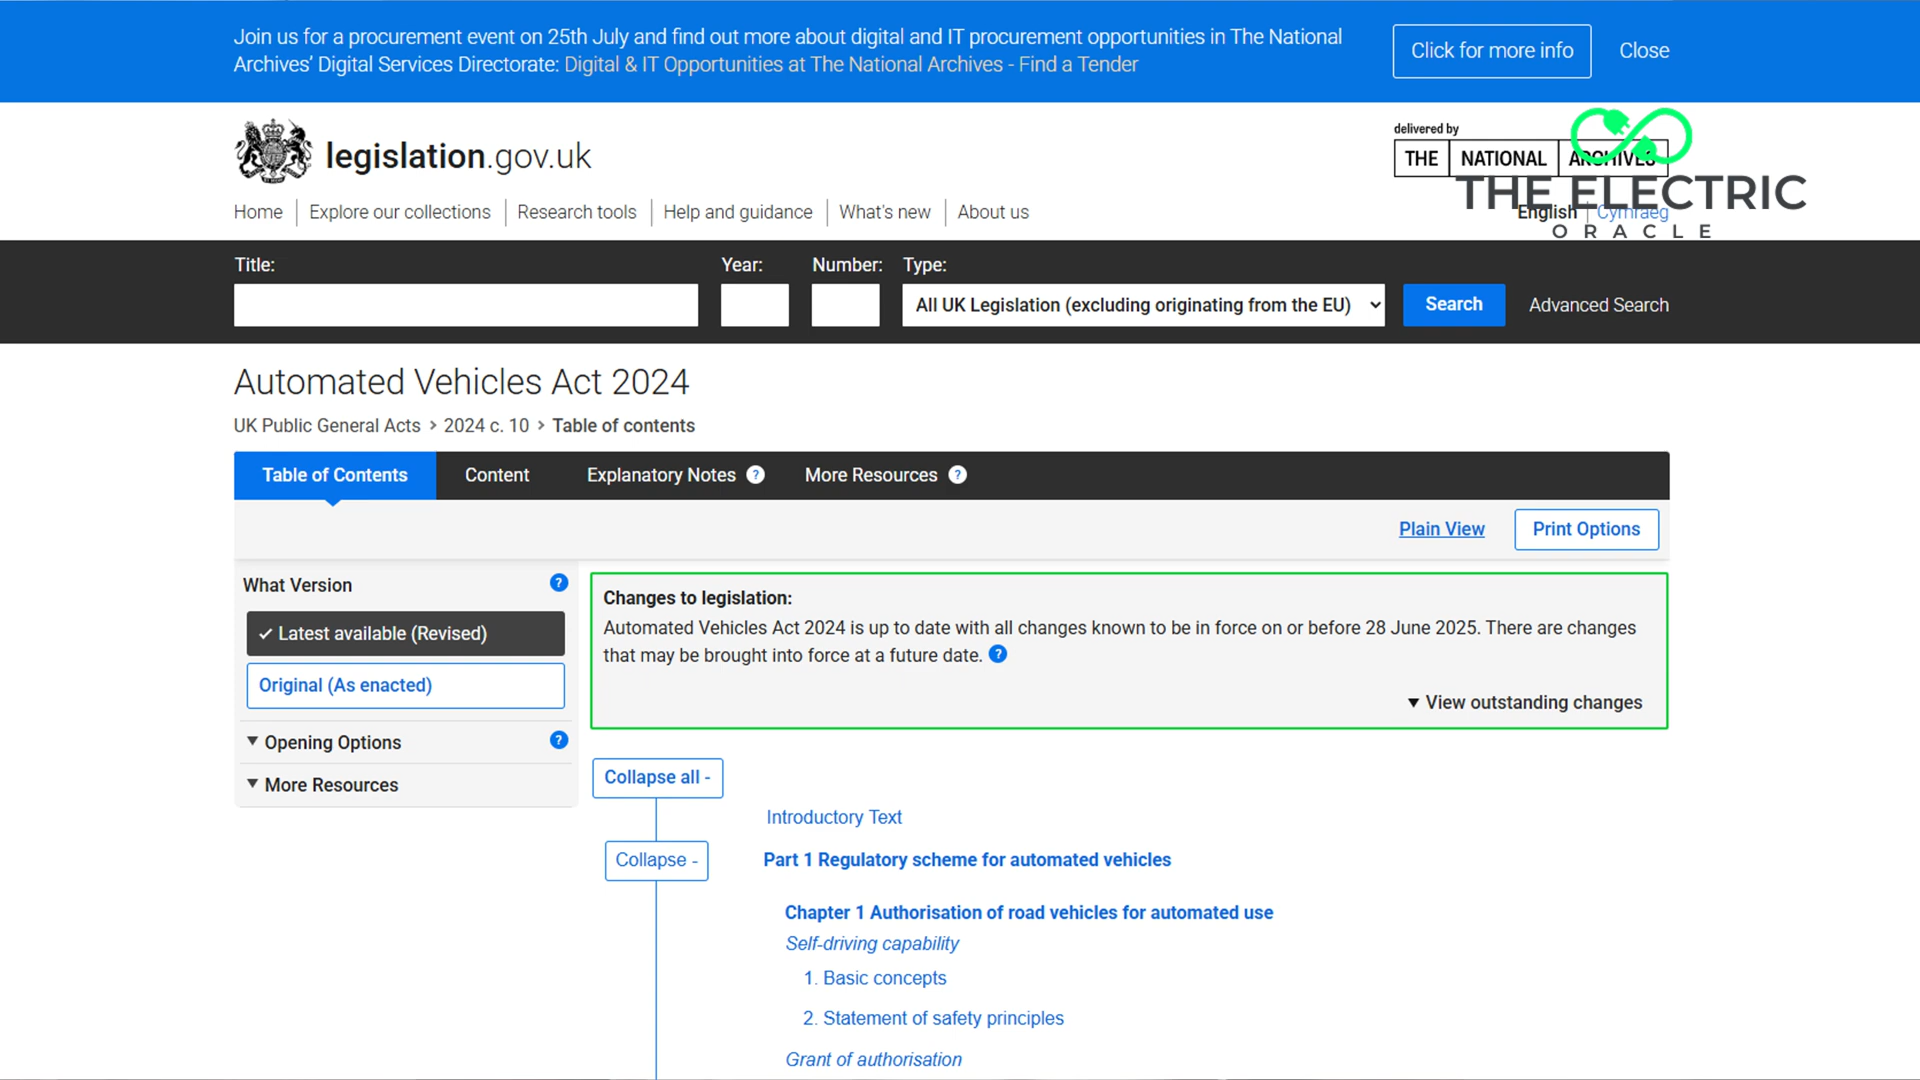 Join us for a procurement event on 25th July and find out more about digital and IT procurement opportunities in The National
Archives' Digital Services Directorate: Digital & IT Opportunities at The National Archives - Find a Tender
Click for more info
Close
legislation.gov.uk
delivered by
THE NATIONAL ARCHIVES
THE ELECTRIC
ORACLE
Home
Explore our collections
Research tools
Help and guidance
What's new
About us
English
Cymraeg
Title:
Year:
Number:
Type:
All UK Legislation (excluding originating from the EU)
Search
Advanced Search
Automated Vehicles Act 2024
UK Public General Acts > 2024 c. 10 > Table of contents
Table of Contents
Content
Explanatory Notes ?
More Resources ?
Plain View
Print Options
What Version ?
✓ Latest available (Revised)
Original (As enacted)
▼ Opening Options ?
▼ More Resources
Changes to legislation:
Automated Vehicles Act 2024 is up to date with all changes known to be in force on or before 28 June 2025. There are changes
that may be brought into force at a future date. ?
▼ View outstanding changes
Collapse all -
Introductory Text
Collapse -
Part 1 Regulatory scheme for automated vehicles
Chapter 1 Authorisation of road vehicles for automated use
Self-driving capability
1. Basic concepts
2. Statement of safety principles
Grant of authorisation